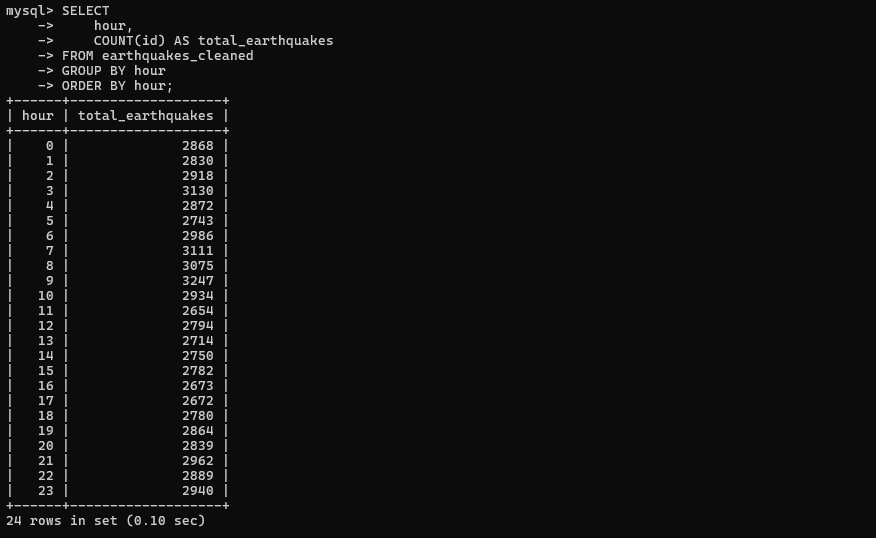 mysql> SELECT
    ->     hour,
    ->     COUNT(id) AS total_earthquakes
    -> FROM earthquakes_cleaned
    -> GROUP BY hour
    -> ORDER BY hour;
+------+-------------------+
| hour | total_earthquakes |
+------+-------------------+
|    0 |              2868 |
|    1 |              2830 |
|    2 |              2918 |
|    3 |              3130 |
|    4 |              2872 |
|    5 |              2743 |
|    6 |              2986 |
|    7 |              3111 |
|    8 |              3075 |
|    9 |              3247 |
|   10 |              2934 |
|   11 |              2654 |
|   12 |              2794 |
|   13 |              2714 |
|   14 |              2750 |
|   15 |              2782 |
|   16 |              2673 |
|   17 |              2672 |
|   18 |              2780 |
|   19 |              2864 |
|   20 |              2839 |
|   21 |              2962 |
|   22 |              2889 |
|   23 |              2940 |
+------+-------------------+
24 rows in set (0.10 sec)